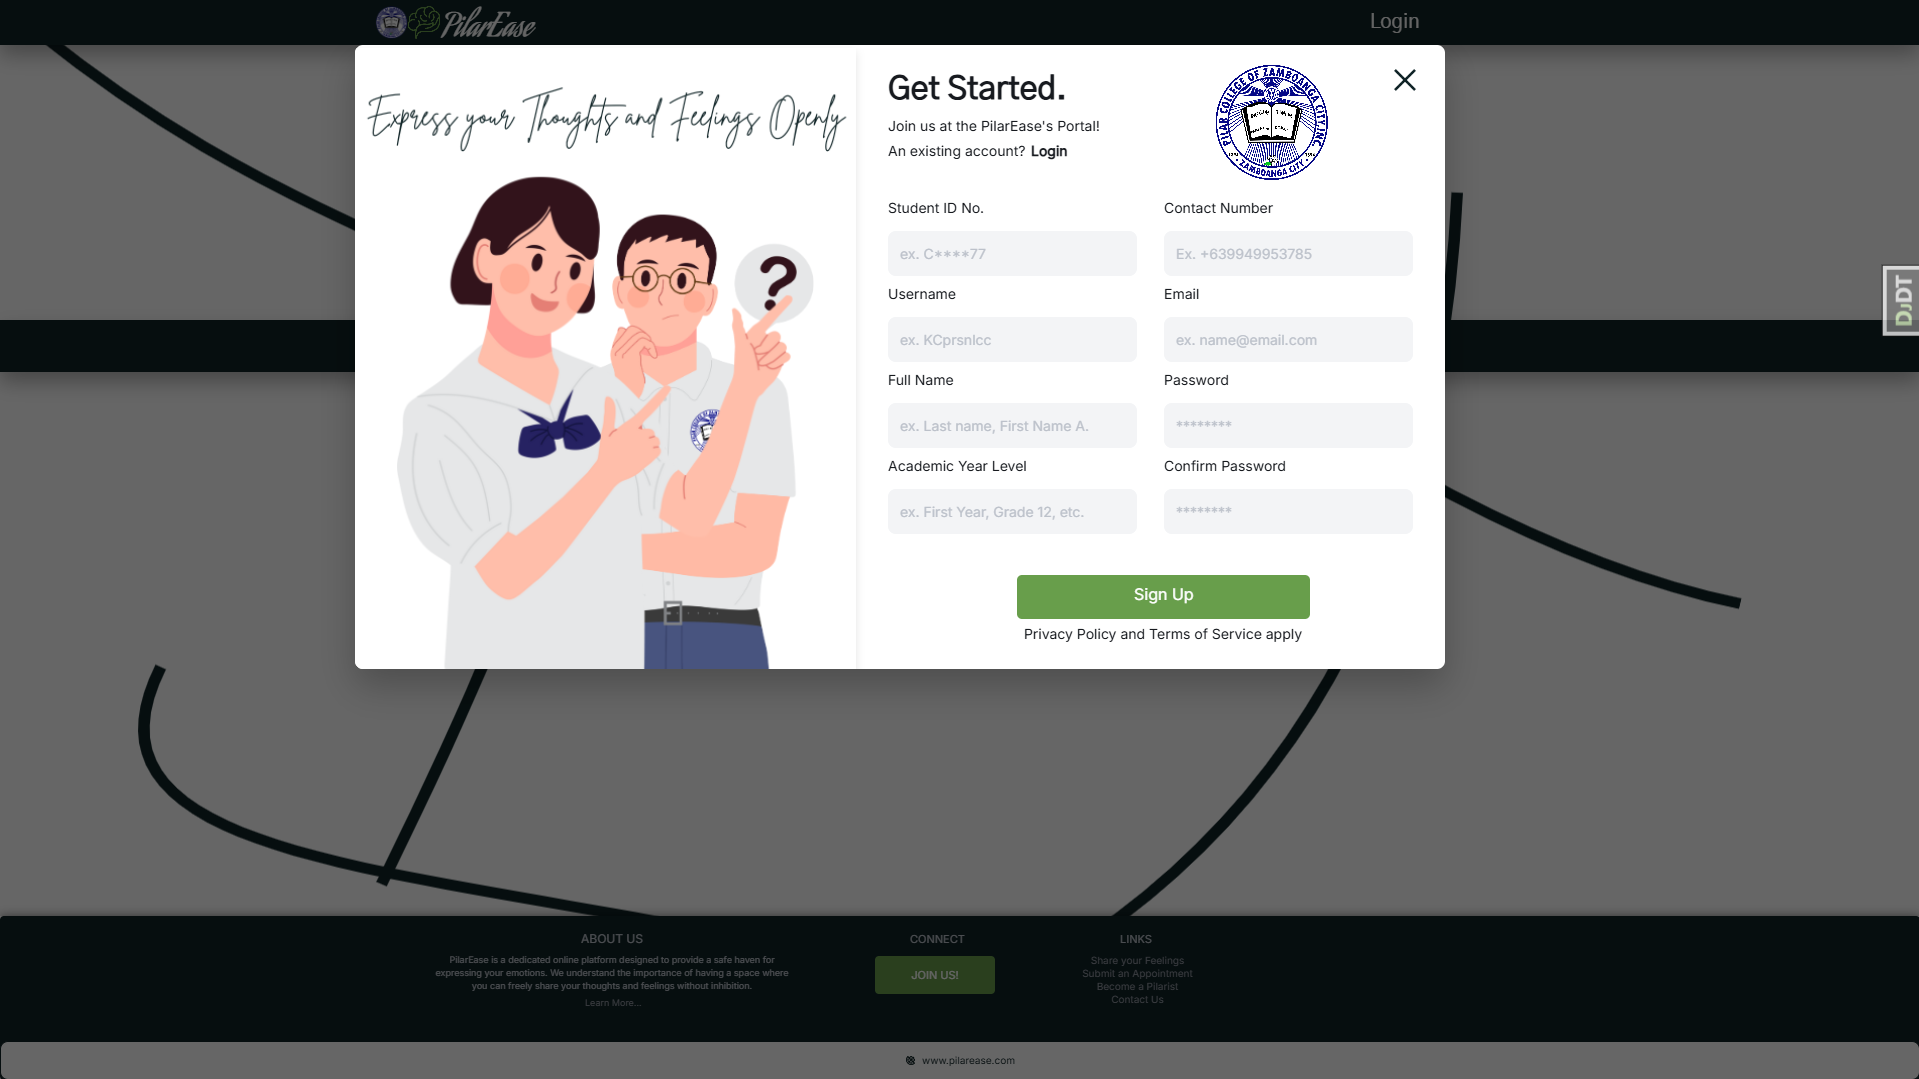 PilarEase
Login
Express your Thoughts and Feelings Openly
Get Started.
Join us at the PilarEase's Portal!
An existing account? Login
PILAR COLLEGE OF ZAMBOANGA CITY, INC.
ZAMBOANGA CITY
Student ID No.
Contact Number
ex. C****77
Ex. +639949953785
Username
Email
ex. KCprsnlcc
ex. name@email.com
Full Name
Password
ex. Last name, First Name A.
********
Academic Year Level
Confirm Password
ex. First Year, Grade 12, etc.
********
Sign Up
Privacy Policy and Terms of Service apply
?
DJDT
ABOUT US
PilarEase is a dedicated online platform designed to provide a safe haven for
expressing your emotions. We understand the importance of having a space where
you can freely share your thoughts and feelings without inhibition.
Learn More...
CONNECT
JOIN US!
LINKS
Share your Feelings
Submit an Appointment
Become a Pilarist
Contact Us
www.pilarease.com